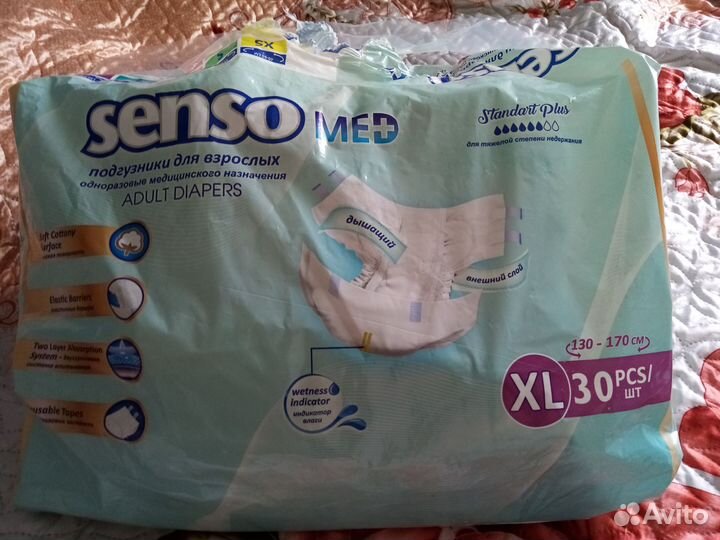 senso MED
подгузники для взрослых
одноразовые медицинского назначения
ADULT DIAPERS
Standart Plus
для тяжелой степени недержания
дышащий
внешний слой
Soft Cottony
Surface
Elastic Barriers
Two Layer Absorption
System - двухуровневая
Reusable Tapes
wetness
indicator
индикатор
влаги
130 - 170 см
XL 30 PCS/
шт
Avito